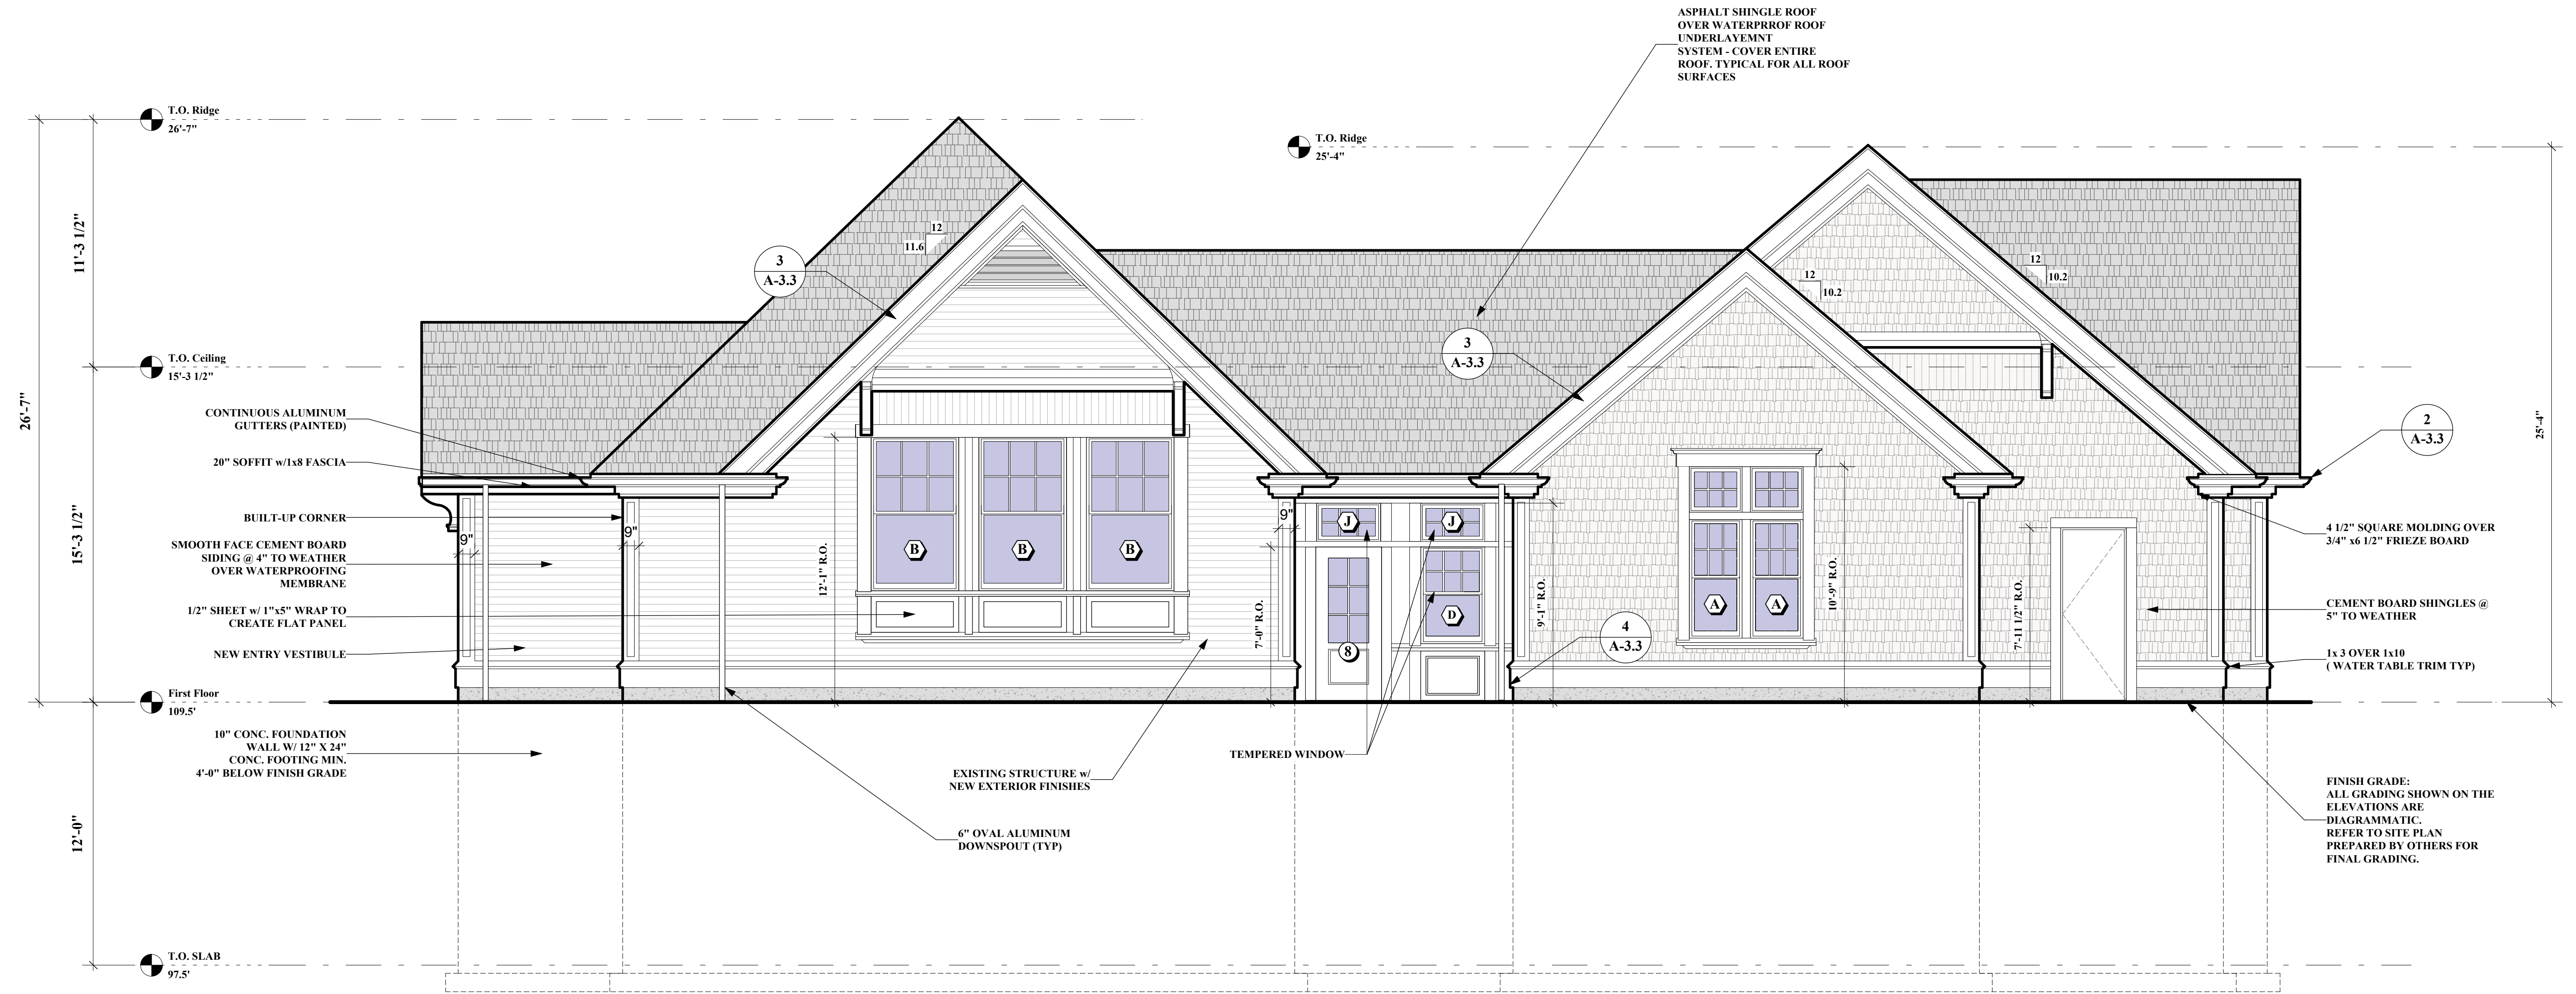 ASPHALT SHINGLE ROOF
OVER WATERPRROF ROOF
UNDERLAYEMNT
SYSTEM - COVER ENTIRE
ROOF. TYPICAL FOR ALL ROOF
SURFACES
T.O. Ridge
26'-7"
T.O. Ridge
25'-4"
11'-3 1/2"
12
11.6
3
A-3.3
12
10.2
12
10.2
3
A-3.3
T.O. Ceiling
15'-3 1/2"
26'-7"
25'-4"
CONTINUOUS ALUMINUM
GUTTERS (PAINTED)
2
A-3.3
20" SOFFIT w/1x8 FASCIA
BUILT-UP CORNER
9"
9"
9"
J
J
4 1/2" SQUARE MOLDING OVER
3/4" x6 1/2" FRIEZE BOARD
15'-3 1/2"
SMOOTH FACE CEMENT BOARD
SIDING @ 4" TO WEATHER
OVER WATERPROOFING
MEMBRANE
B
B
B
12'-1" R.O.
7'-0" R.O.
9'-1" R.O.
10'-9" R.O.
7'-11 1/2" R.O.
1/2" SHEET w/ 1"x5" WRAP TO
CREATE FLAT PANEL
D
A
A
CEMENT BOARD SHINGLES @
5" TO WEATHER
NEW ENTRY VESTIBULE
8
4
A-3.3
1x 3 OVER 1x10
( WATER TABLE TRIM TYP)
First Floor
109.5'
10" CONC. FOUNDATION
WALL W/ 12" X 24"
CONC. FOOTING MIN.
4'-0" BELOW FINISH GRADE
TEMPERED WINDOW
EXISTING STRUCTURE w/
NEW EXTERIOR FINISHES
6" OVAL ALUMINUM
DOWNSPOUT (TYP)
FINISH GRADE:
ALL GRADING SHOWN ON THE
ELEVATIONS ARE
DIAGRAMMATIC.
REFER TO SITE PLAN
PREPARED BY OTHERS FOR
FINAL GRADING.
12'-0"
T.O. SLAB
97.5'